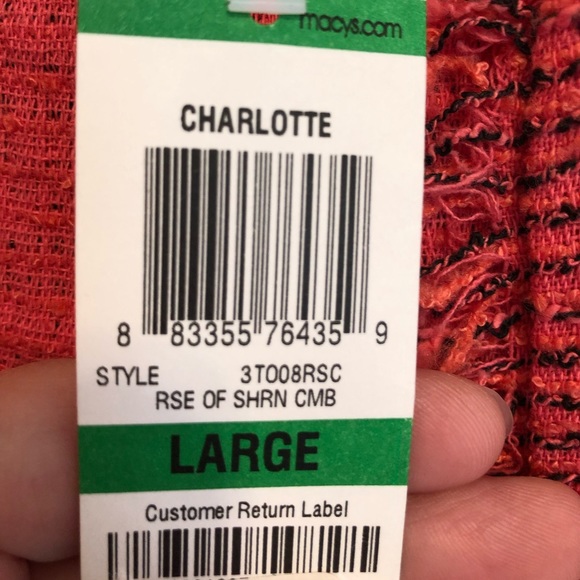 macys.com
CHARLOTTE
8 83355 76435 9
STYLE 3T008RSC
RSE OF SHRN CMB
LARGE
Customer Return Label